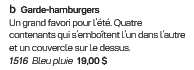 b Garde-hamburgers
Un grand favori pour l'été. Quatre
contenants qui s'emboîtent l'un dans l'autre
et un couvercle sur le dessus.
1516 Bleu pluie 19,00 $